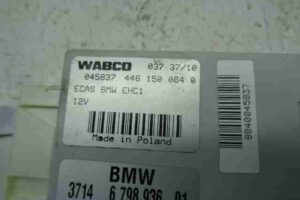 WABCO 037 37/10
045837 446 150 064 0
ECAS BMW EHC1
12V
Made in Poland
8840045837
BMW
3714 6 798 936 01